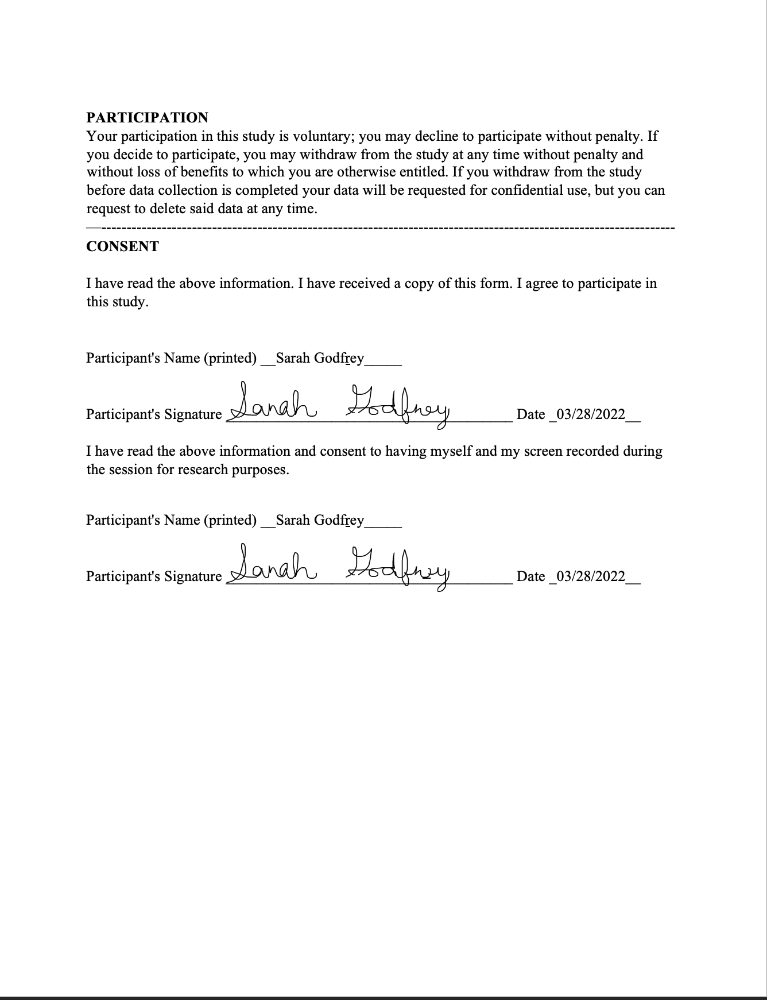 PARTICIPATION
Your participation in this study is voluntary; you may decline to participate without penalty. If
you decide to participate, you may withdraw from the study at any time without penalty and
without loss of benefits to which you are otherwise entitled. If you withdraw from the study
before data collection is completed your data will be requested for confidential use, but you can
request to delete said data at any time.
CONSENT
I have read the above information. I have received a copy of this form. I agree to participate in
this study.
Participant's Name (printed) __Sarah Godfrey_____
Participant's Signature Sarah Godfrey Date _03/28/2022__
I have read the above information and consent to having myself and my screen recorded during
the session for research purposes.
Participant's Name (printed) __Sarah Godfrey_____
Participant's Signature Sarah Godfrey Date _03/28/2022__